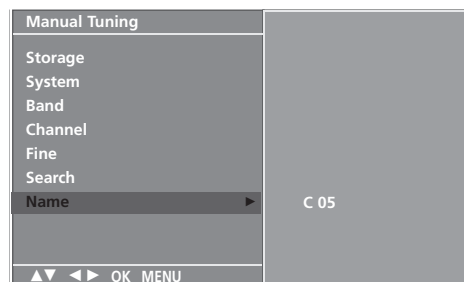 Manual Tuning
Storage
System
Band
Channel
Fine
Search
Name ► C 05
▲▼ ◄► OK MENU